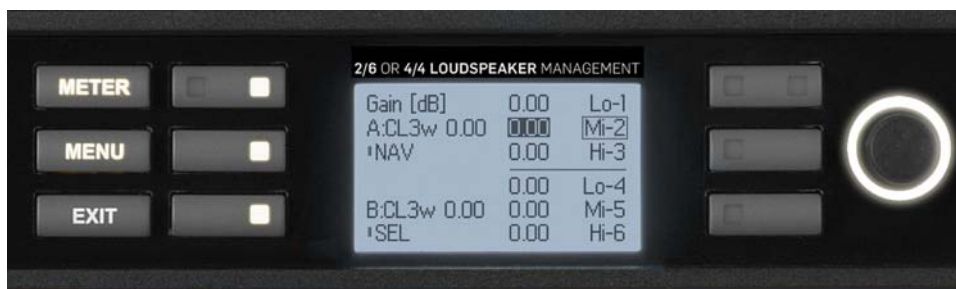 2/6 OR 4/4 LOUDSPEAKER MANAGEMENT
METER
MENU
EXIT
Gain [dB] 0.00 Lo-1
A:CL3w 0.00 0.00 Mi-2
NAV 0.00 Hi-3
0.00 Lo-4
B:CL3w 0.00 0.00 Mi-5
SEL 0.00 Hi-6